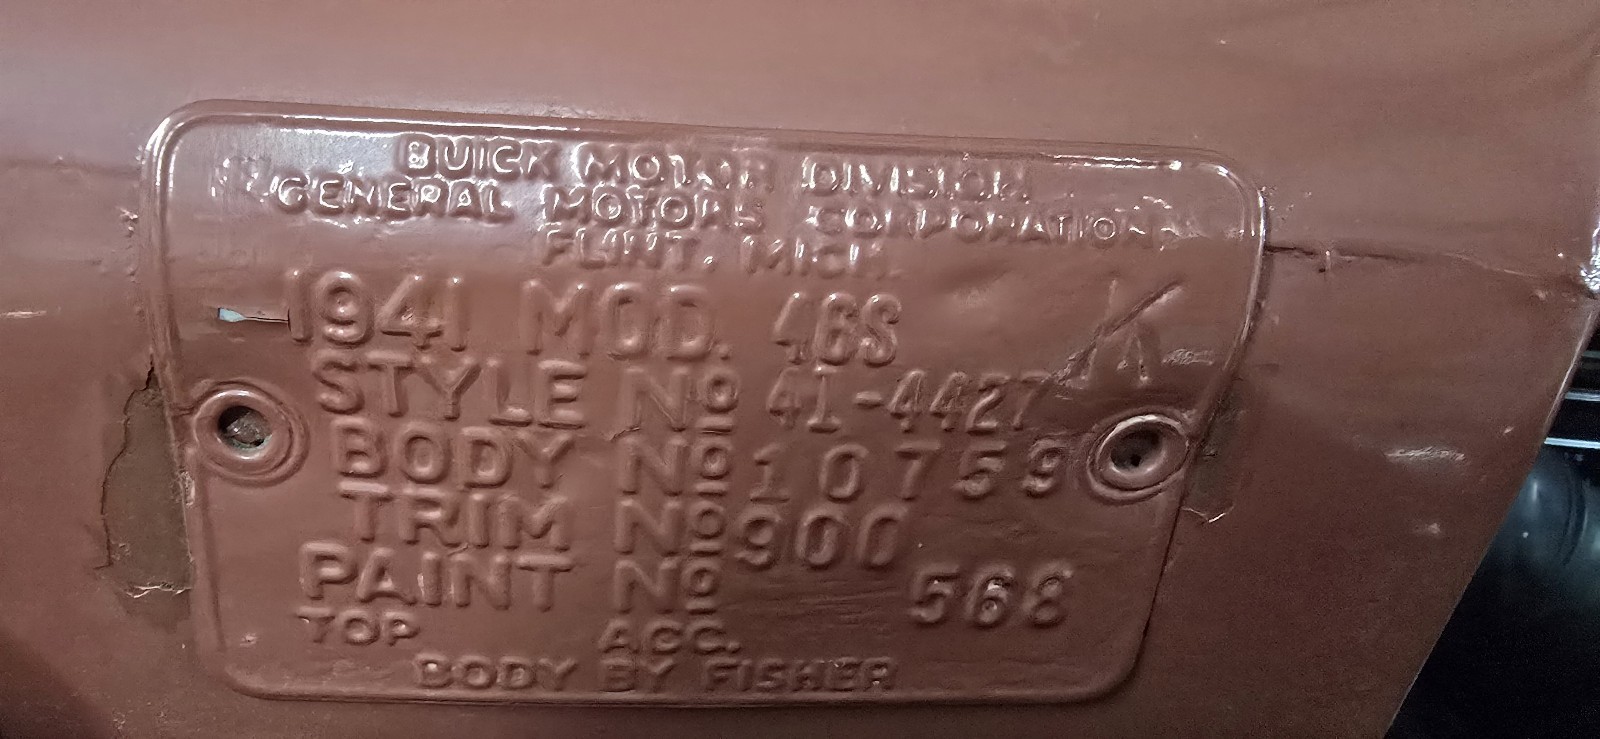 BUICK MOTOR DIVISION
GENERAL MOTORS CORPORATION
FLINT, MICH.
1941 MOD. 46S
K
STYLE Nº 41-4427
BODY Nº 10759
TRIM Nº 900
PAINT Nº 568
TOP ACC.
BODY BY FISHER